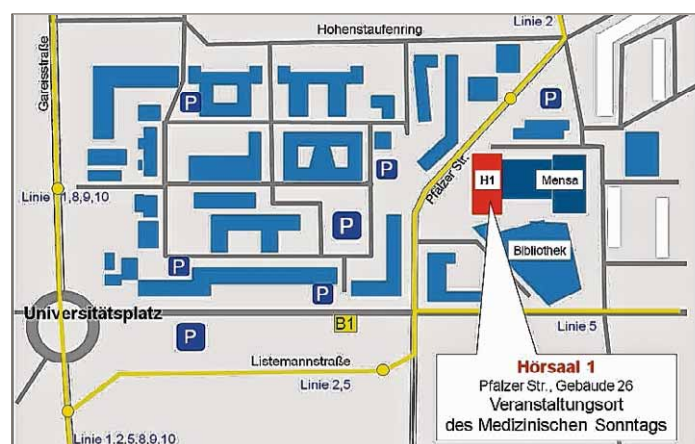 Linie 2
Hohenstaufenring
Gareisstraße
P
P
Pfälzer Str.
H1
Mensa
P
Linie 1,8,9,10
P
Bibliothek
P
P
Universitätsplatz
B1
Linie 5
P
Listemannstraße
Linie 2,5
Hörsaal 1
Pfälzer Str., Gebäude 26
Veranstaltungsort
des Medizinischen Sonntags
Linie 1,2,5,8,9,10